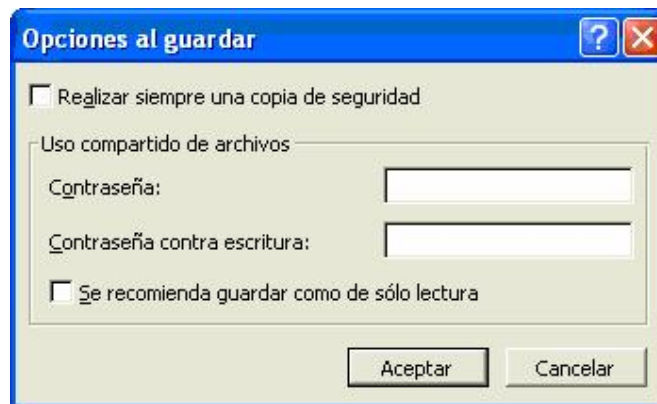 Opciones al guardar
Realizar siempre una copia de seguridad
Uso compartido de archivos
Contraseña:
Contraseña contra escritura:
Se recomienda guardar como de sólo lectura
Aceptar Cancelar